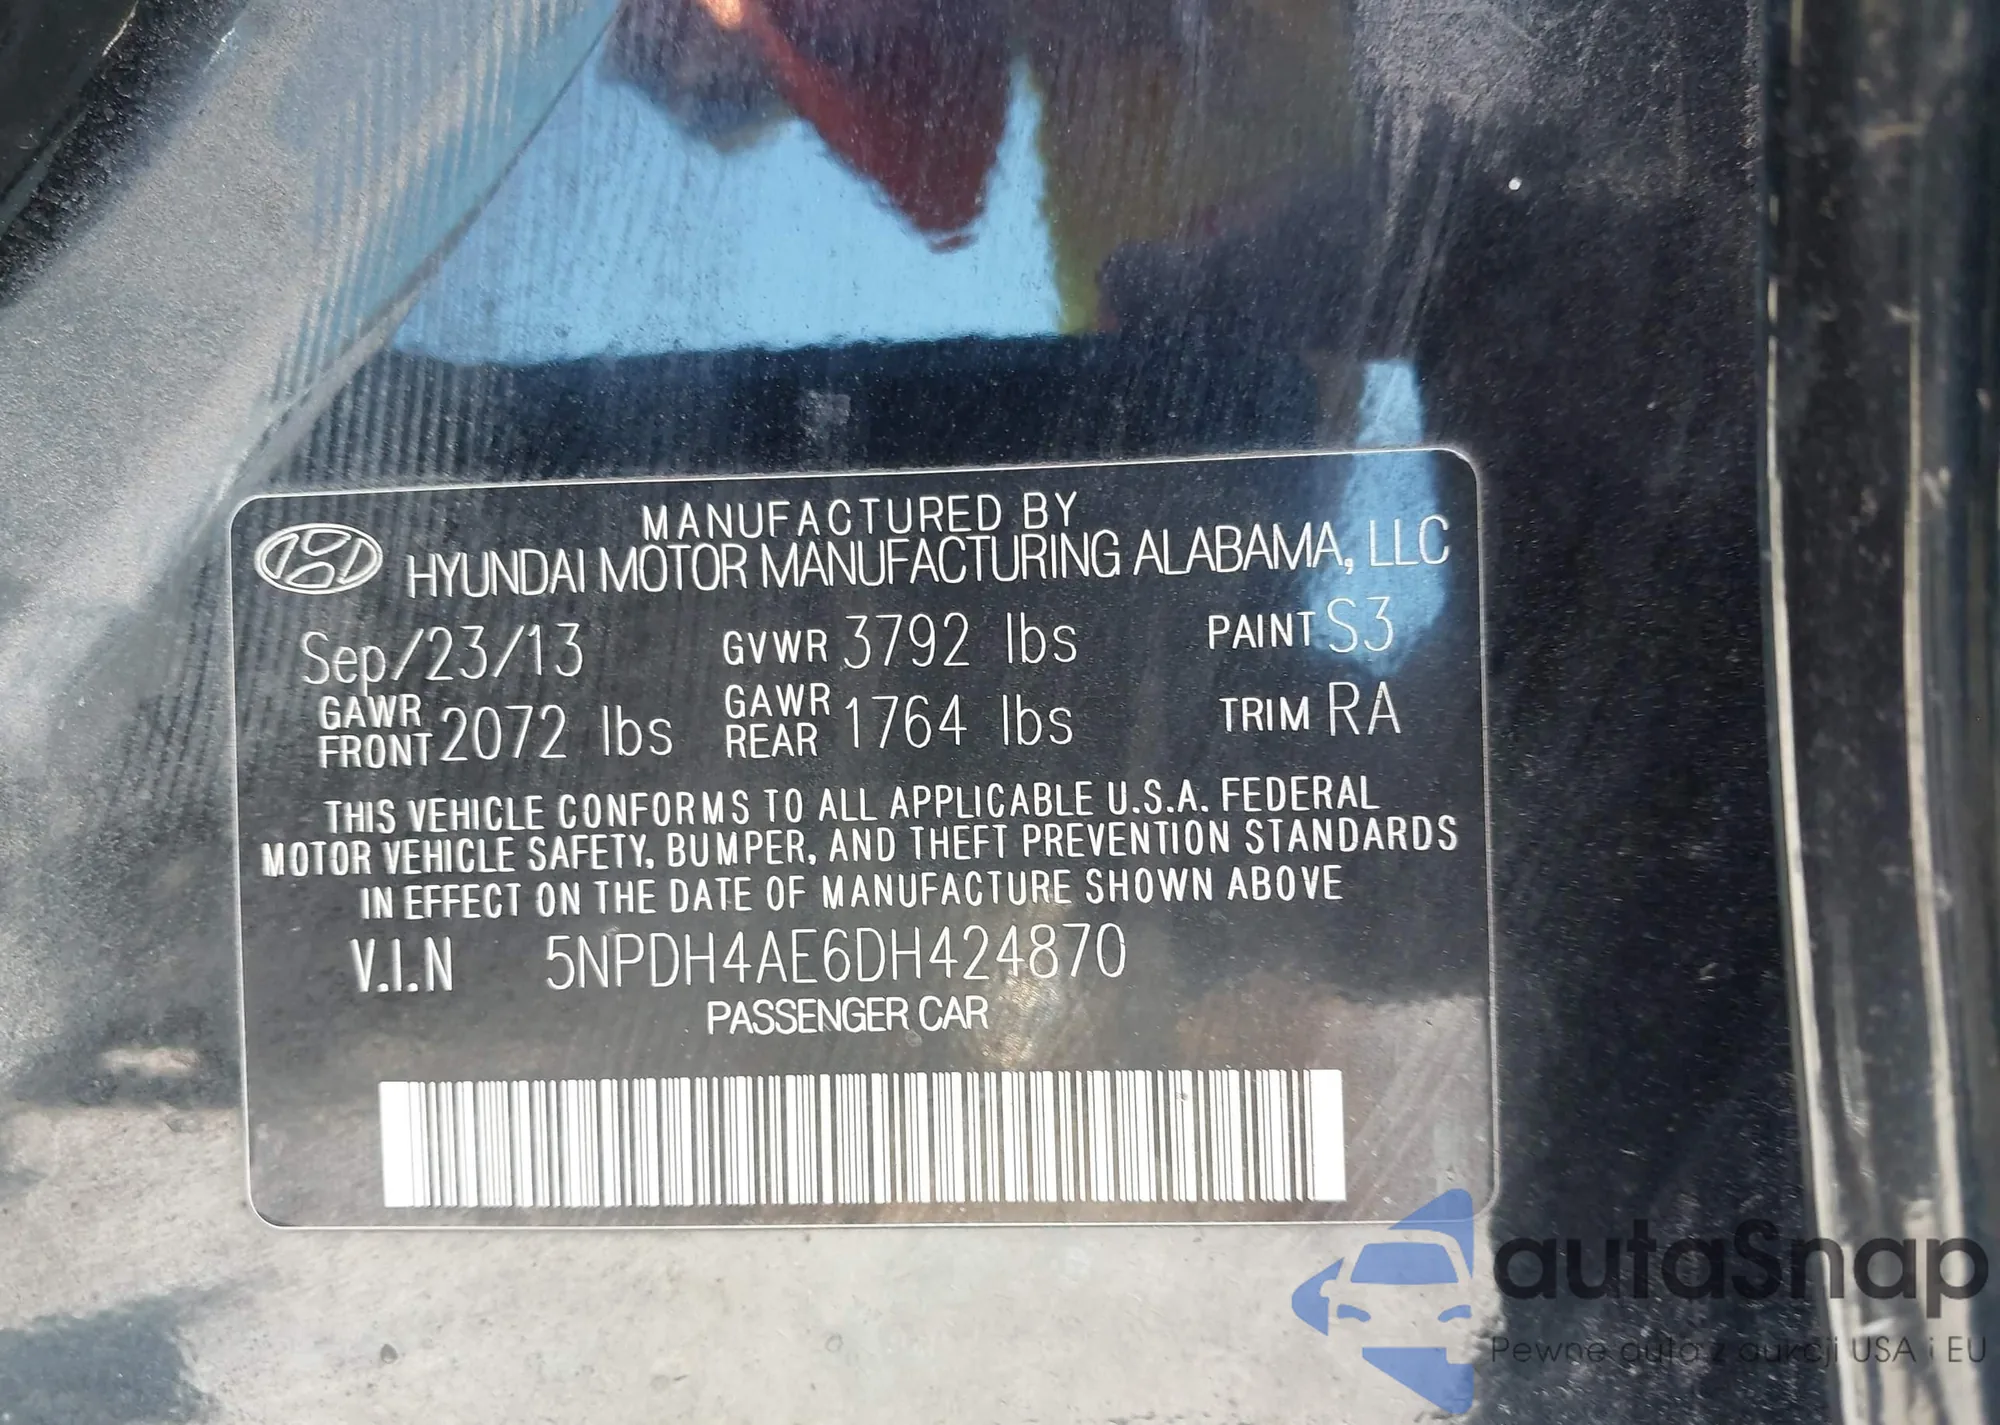 MANUFACTURED BY
HYUNDAI MOTOR MANUFACTURING ALABAMA, LLC
Sep/23/13 GVWR 3792 lbs PAINT S3
GAWR FRONT 2072 lbs GAWR REAR 1764 lbs TRIM RA
THIS VEHICLE CONFORMS TO ALL APPLICABLE U.S.A. FEDERAL
MOTOR VEHICLE SAFETY, BUMPER, AND THEFT PREVENTION STANDARDS
IN EFFECT ON THE DATE OF MANUFACTURE SHOWN ABOVE
V.I.N 5NPDH4AE6DH424870
PASSENGER CAR
autaSnap
Pewne auta z aukcji USA i EU